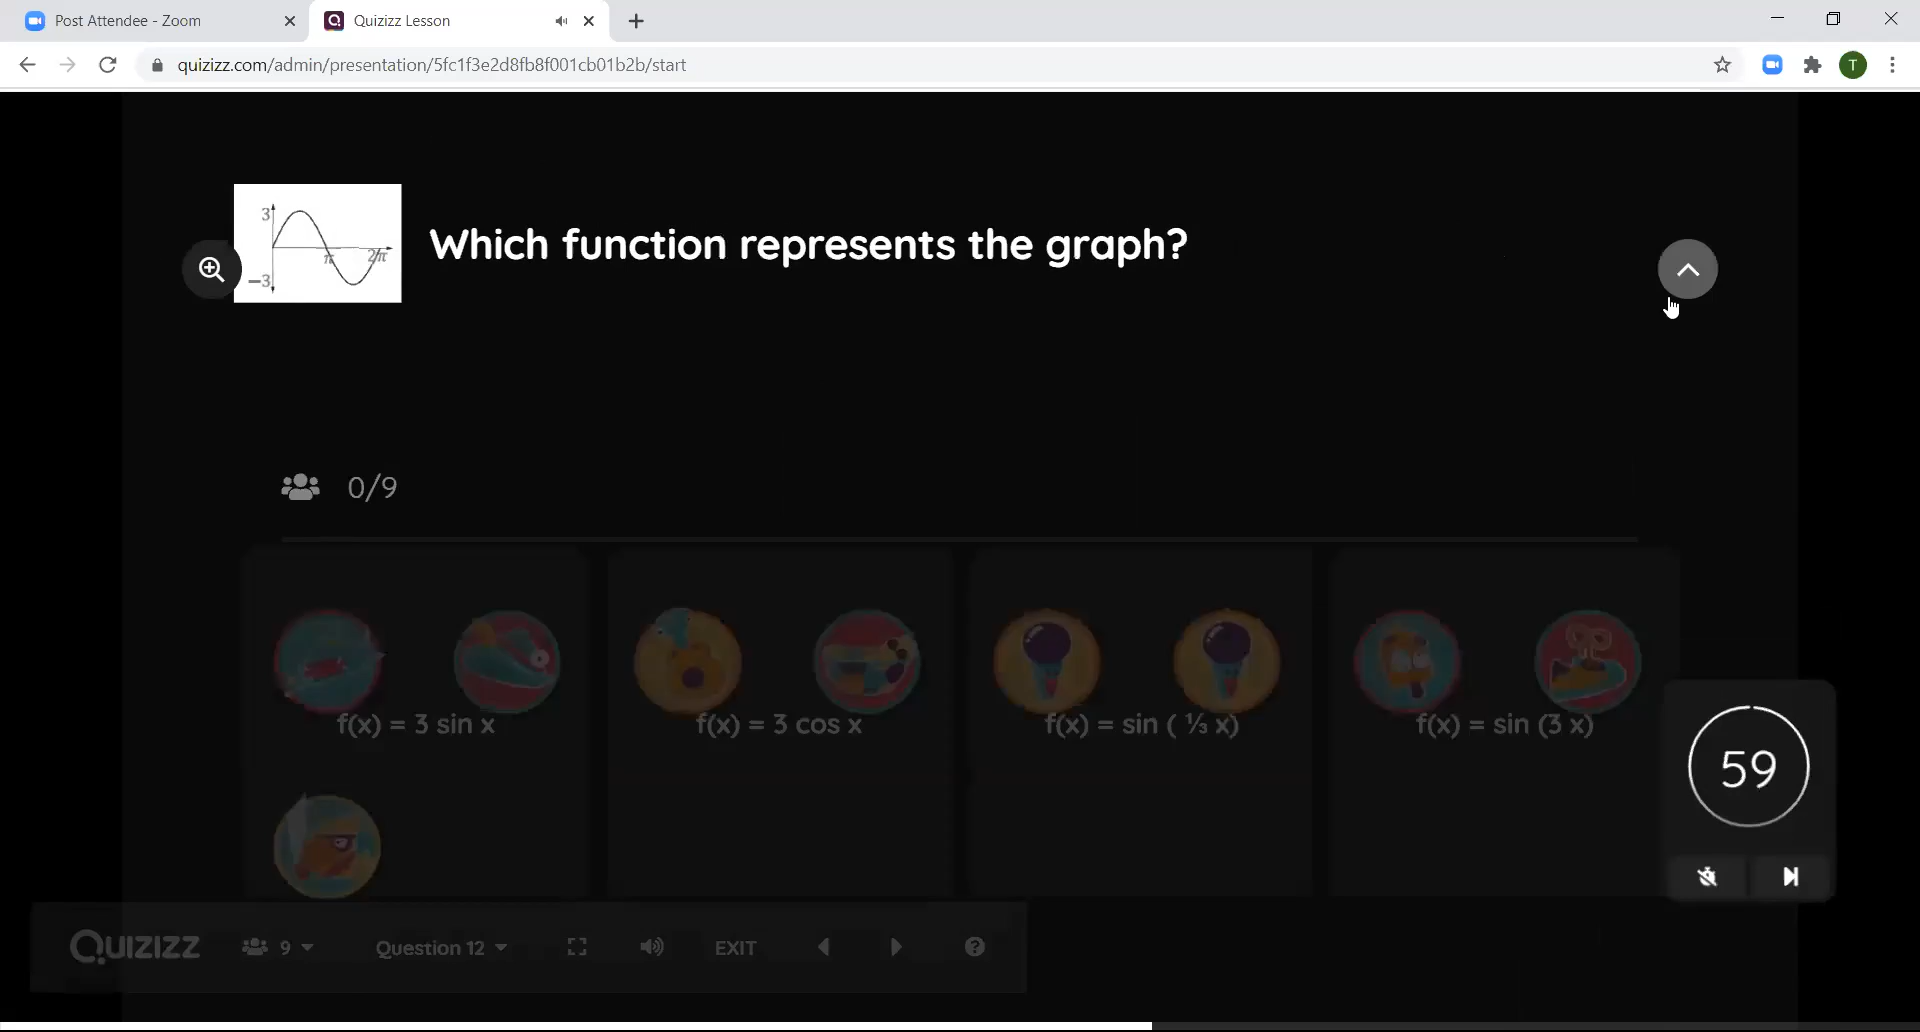 Post Attendee - Zoom
Quizizz Lesson
quizizz.com/admin/presentation/5fc1f3e2d8fb8f001cb01b2b/start
T
3
π
2π
−3
Which function represents the graph?
0/9
f(x) = 3 sin x
f(x) = 3 cos x
f(x) = sin ( ⅓ x)
f(x) = sin (3 x)
59
QUIZIZZ
9
Question 12
EXIT